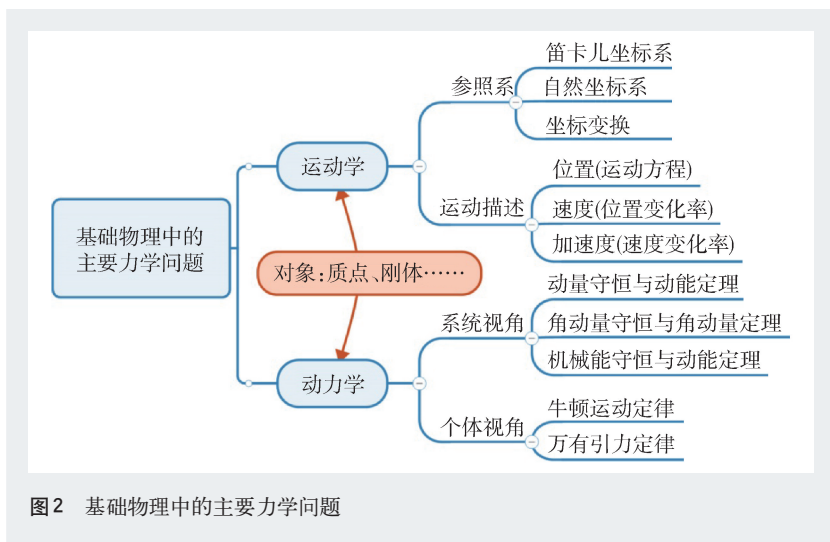 基础物理中的
主要力学问题
运动学
参照系
笛卡儿坐标系
自然坐标系
坐标变换
运动描述
位置(运动方程)
速度(位置变化率)
加速度(速度变化率)
对象:质点、刚体……
动力学
系统视角
动量守恒与动能定理
角动量守恒与角动量定理
机械能守恒与动能定理
个体视角
牛顿运动定律
万有引力定律
图2 基础物理中的主要力学问题